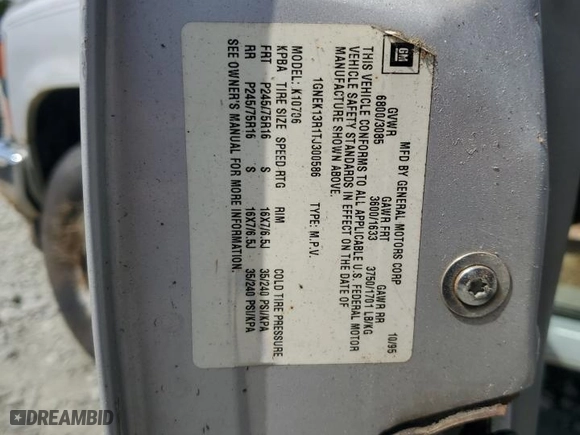 GM
MFD BY GENERAL MOTORS CORP 10/95
GVWR GAWR FRT GAWR RR
6800/3085 3600/1633 3750/1701 LB/KG
THIS VEHICLE CONFORMS TO ALL APPLICABLE U.S. FEDERAL MOTOR
VEHICLE SAFETY STANDARDS IN EFFECT ON THE DATE OF
MANUFACTURE SHOWN ABOVE.
1GNEK13R1TJ300586 TYPE: M.P.V.
MODEL: K10706
KPBA TIRE SIZE SPEED RTG RIM COLD TIRE PRESSURE
FRT P245/75R16 S 16X7/6.5J 35/240 PSI/KPA
RR P245/75R16 S 16X7/6.5J 35/240 PSI/KPA
SEE OWNER'S MANUAL FOR MORE INFORMATION.
DREAMBID